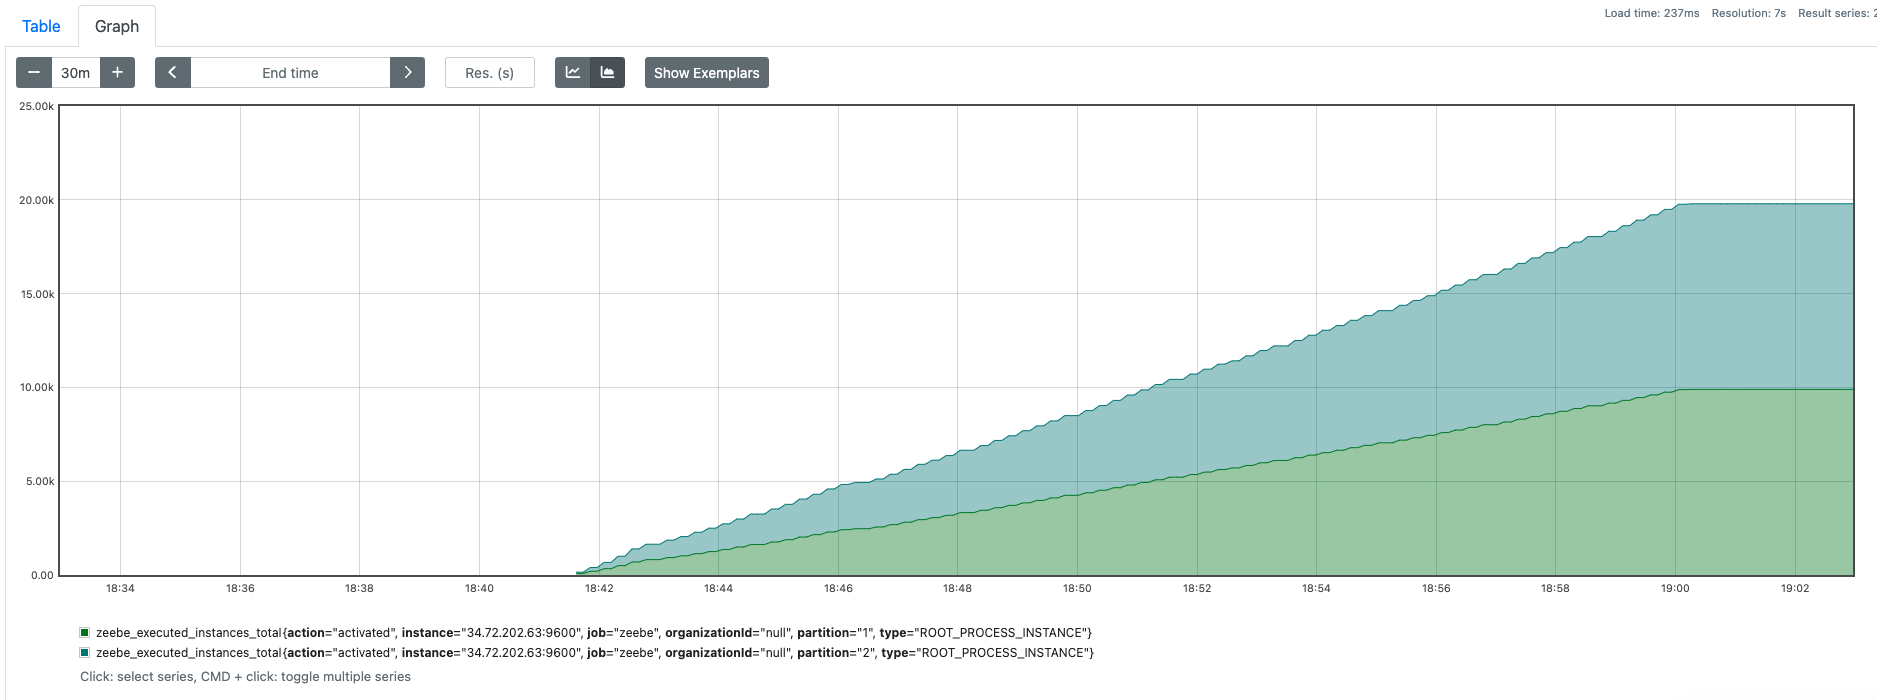 Table Graph Load time: 237ms Resolution: 7s Result series: 2
− 30m + End time Res. (s) Show Exemplars
25.00k
20.00k
15.00k
10.00k
5.00k
0.00
18:34 18:36 18:38 18:40 18:42 18:44 18:46 18:48 18:50 18:52 18:54 18:56 18:58 19:00 19:02
zeebe_executed_instances_total{action="activated", instance="34.72.202.63:9600", job="zeebe", organizationId="null", partition="1", type="ROOT_PROCESS_INSTANCE"}
zeebe_executed_instances_total{action="activated", instance="34.72.202.63:9600", job="zeebe", organizationId="null", partition="2", type="ROOT_PROCESS_INSTANCE"}
Click: select series, CMD + click: toggle multiple series